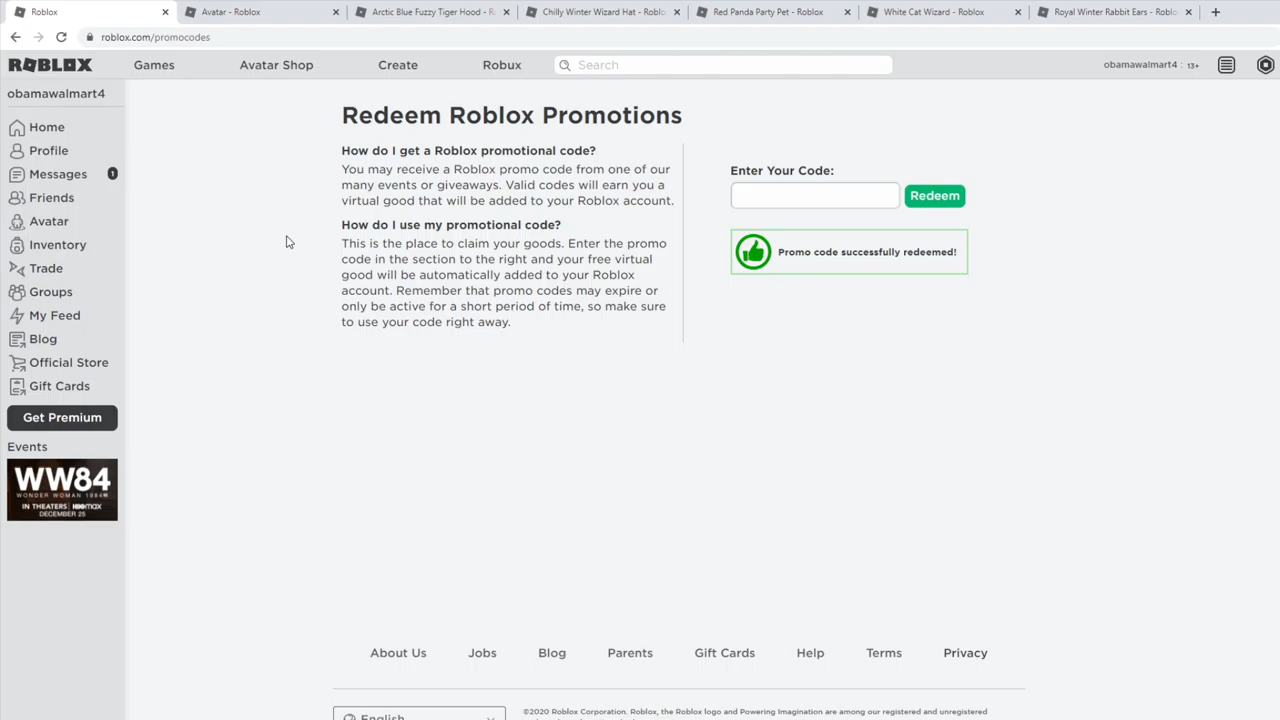 Roblox
Avatar - Roblox
Arctic Blue Fuzzy Tiger Hood - R
Chilly Winter Wizard Hat - Roblo
Red Panda Party Pet - Roblox
White Cat Wizard - Roblox
Royal Winter Rabbit Ears - Roblo
roblox.com/promocodes
ROBLOX
Games
Avatar Shop
Create
Robux
Search
obamawalmart4 : 13+
obamawalmart4
Home
Profile
Messages 1
Friends
Avatar
Inventory
Trade
Groups
My Feed
Blog
Official Store
Gift Cards
Get Premium
Events
WW84
WONDER WOMAN 1984
IN THEATERS HBOMAX
DECEMBER 25
Redeem Roblox Promotions
How do I get a Roblox promotional code?
You may receive a Roblox promo code from one of our
many events or giveaways. Valid codes will earn you a
virtual good that will be added to your Roblox account.
How do I use my promotional code?
This is the place to claim your goods. Enter the promo
code in the section to the right and your free virtual
good will be automatically added to your Roblox
account. Remember that promo codes may expire or
only be active for a short period of time, so make sure
to use your code right away.
Enter Your Code:
Redeem
Promo code successfully redeemed!
About Us
Jobs
Blog
Parents
Gift Cards
Help
Terms
Privacy
English
©2020 Roblox Corporation. Roblox, the Roblox logo and Powering Imagination are among our registered and unregistered